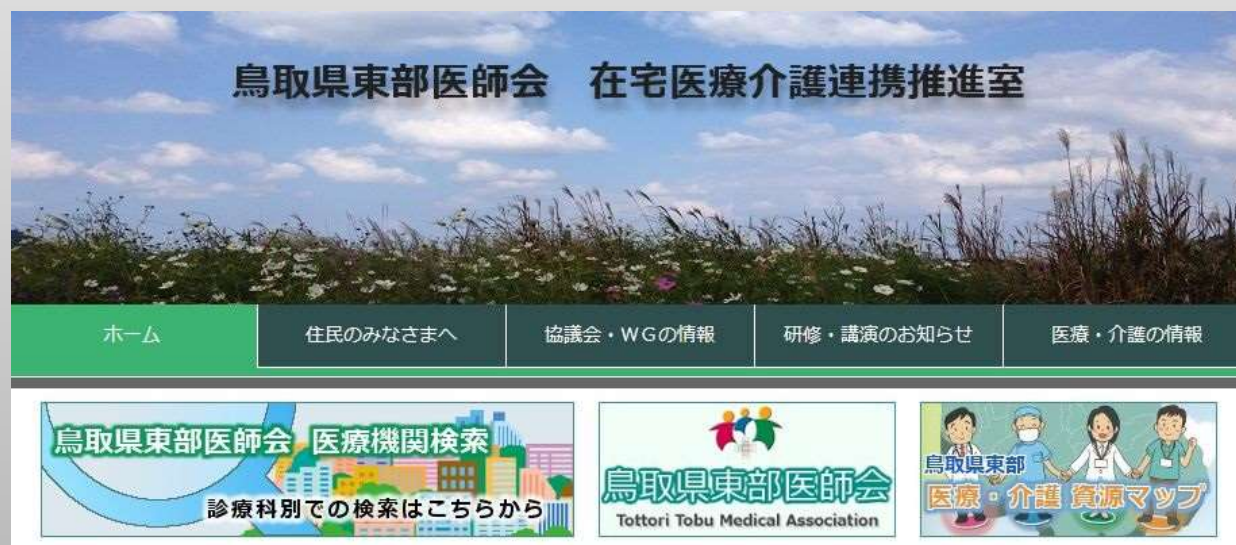 鳥取県東部医師会　在宅医療介護連携推進室
ホーム
住民のみなさまへ
協議会・ＷＧの情報
研修・講演のお知らせ
医療・介護の情報
鳥取県東部医師会 医療機関検索
診療科別での検索はこちらから
鳥取県東部医師会
Tottori Tobu Medical Association
鳥取県東部
医療・介護 資源マップ